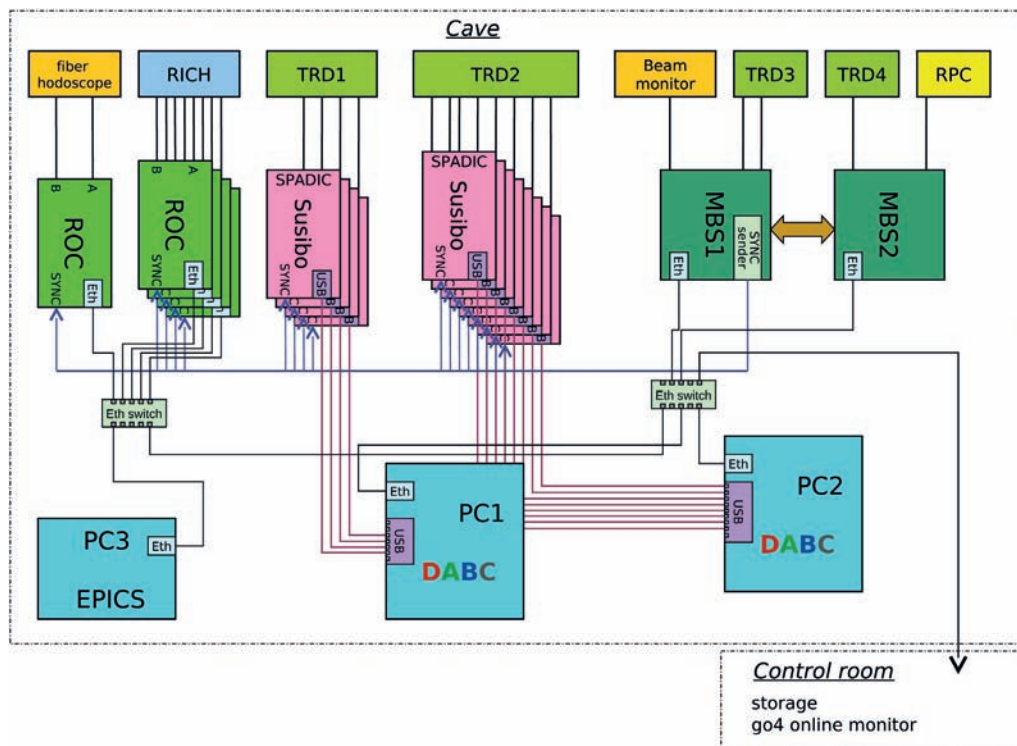 Cave
fiber
hodoscope
RICH
TRD1
TRD2
Beam
monitor
TRD3
TRD4
RPC
B
A
ROC
SYNC
Eth
B
A
ROC
SYNC
Eth
SPADIC
Susibo
SYNC
USB
SPADIC
Susibo
SYNC
USB
MBS1
SYNC
sender
Eth
MBS2
Eth
Eth switch
Eth switch
PC3
Eth
EPICS
Eth
PC1
USB
DABC
Eth
PC2
USB
DABC
Control room
storage
go4 online monitor